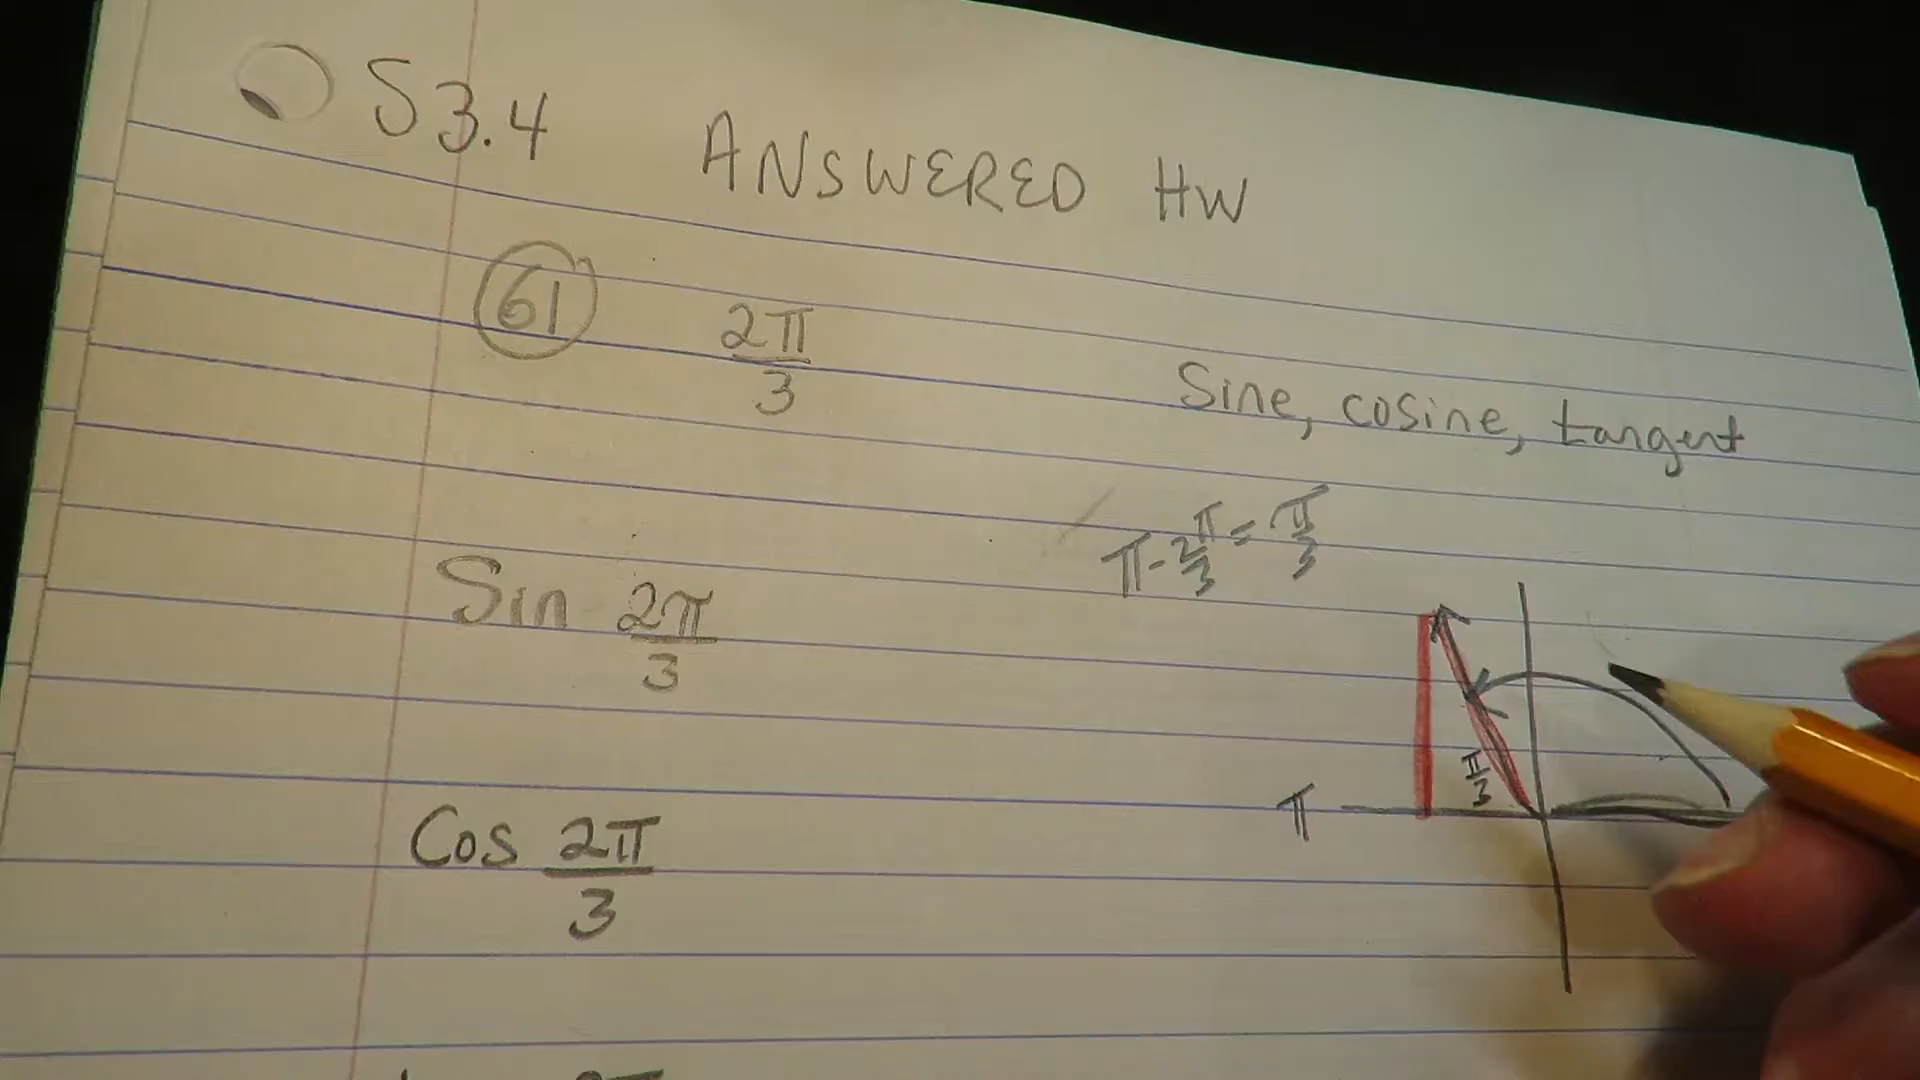 S3.4 ANSWERED HW
61 2π/3 Sine, cosine, tangent
π - 2π/3 = π/3
Sin 2π/3
π/3
π
Cos 2π/3